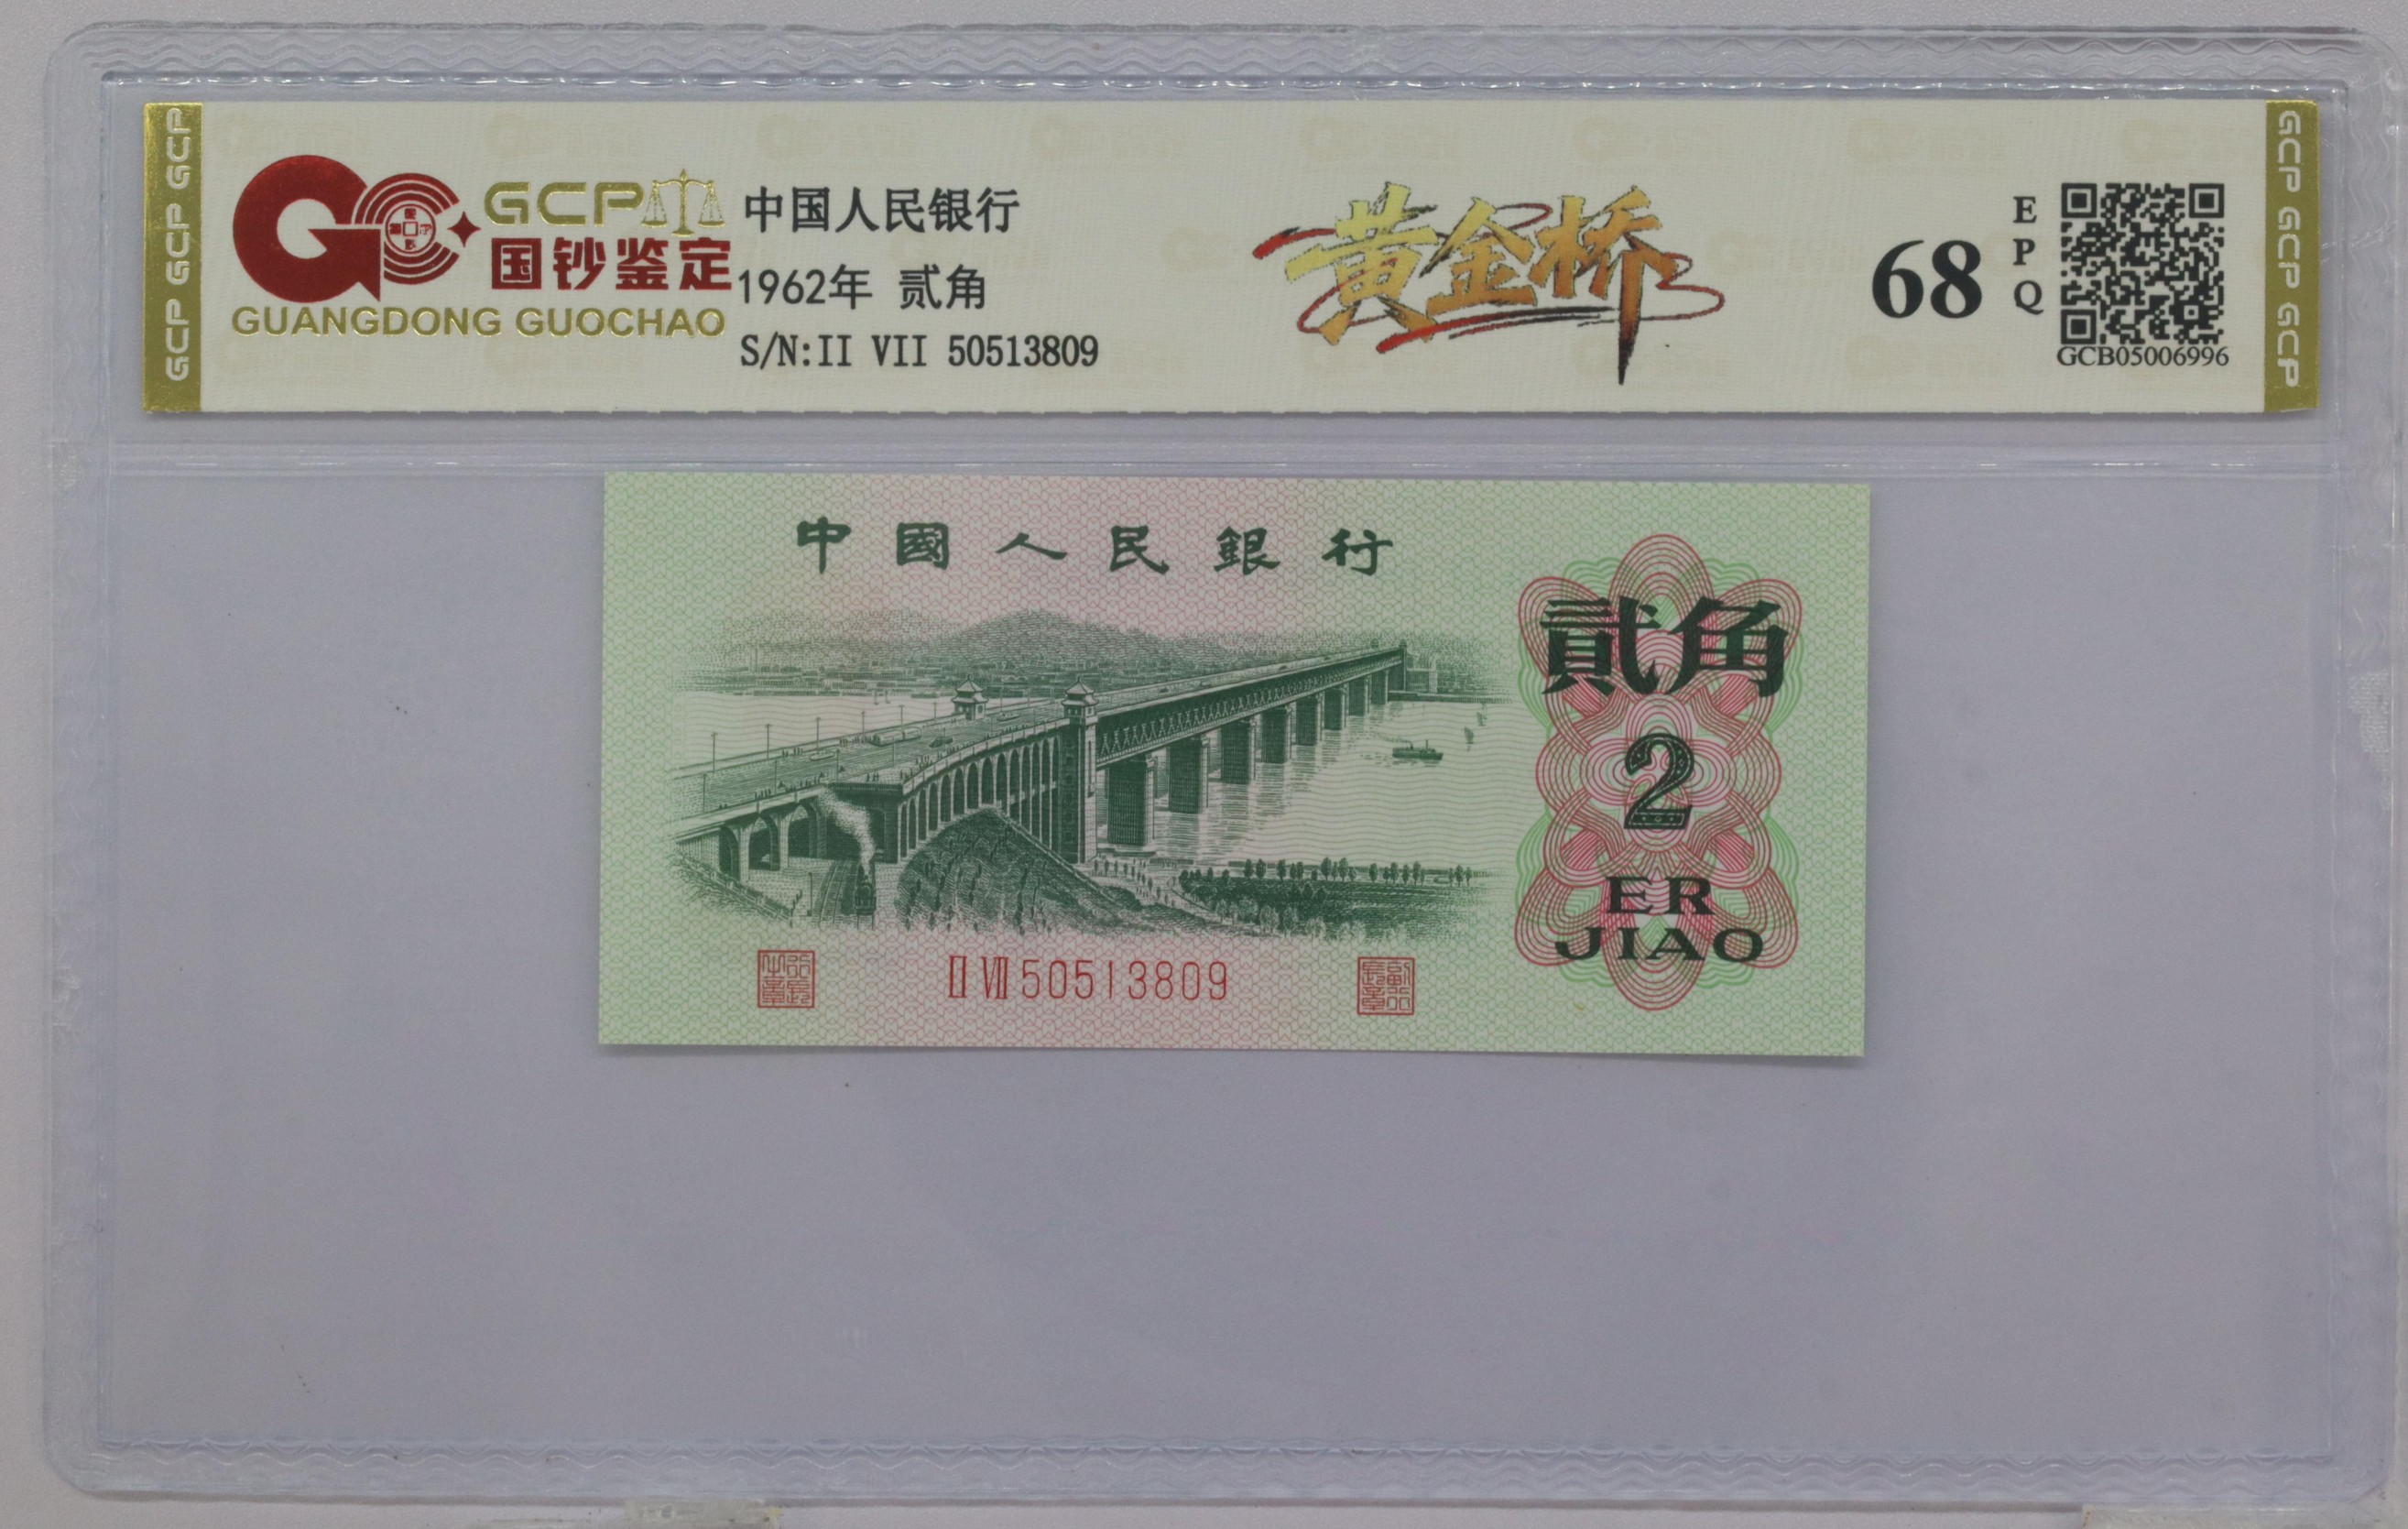 GCP GCP GCP
GCP
国钞鉴定
GUANGDONG GUOCHAO
中国人民银行
1962年 贰角
S/N:II VII 50513809
黄金桥
68
EPQ
GCB05006996
GCP GCP GCP
中國人民銀行
貳角
2
ER
JIAO
II VII 50513809